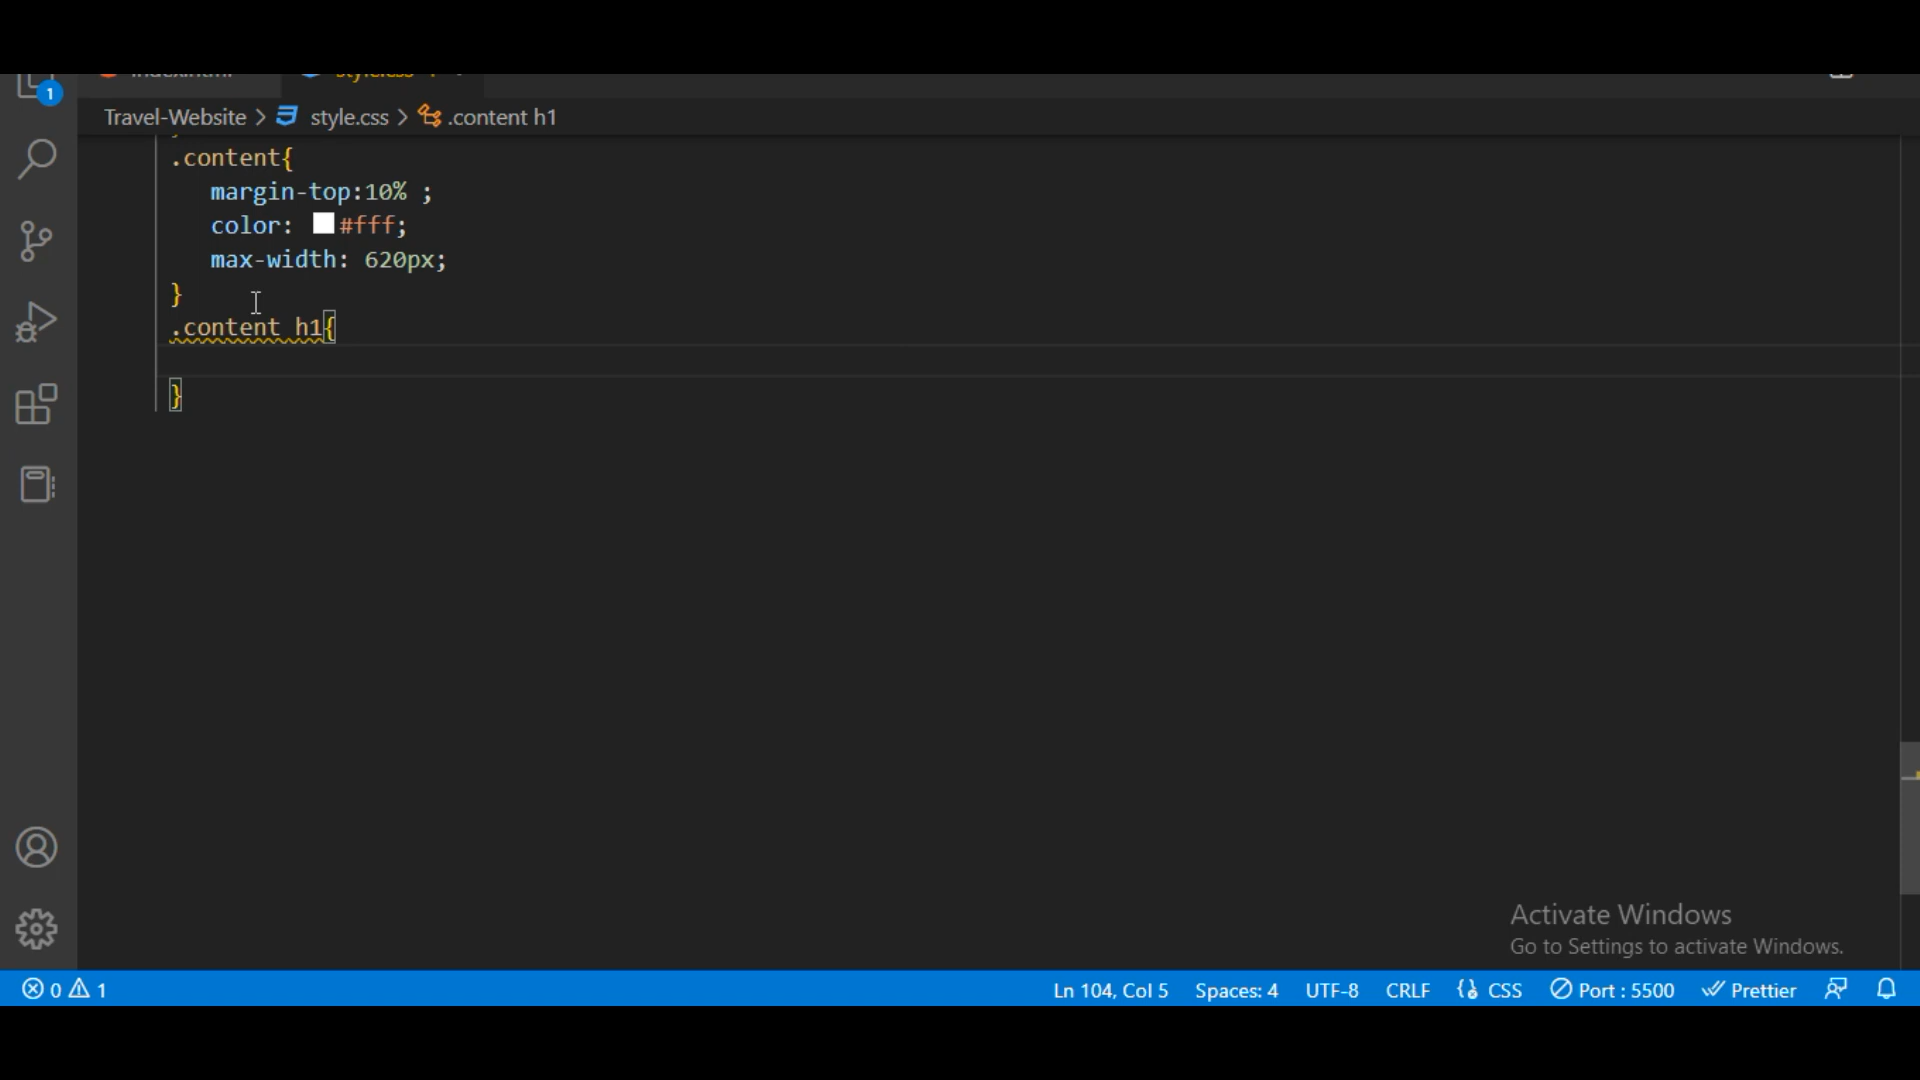 1
Travel-Website > style.css > .content h1
.content{
margin-top:10% ;
color: #fff;
max-width: 620px;
}
.content h1{
}
Activate Windows
Go to Settings to activate Windows.
0 1 Ln 104, Col 5 Spaces: 4 UTF-8 CRLF CSS Port : 5500 Prettier